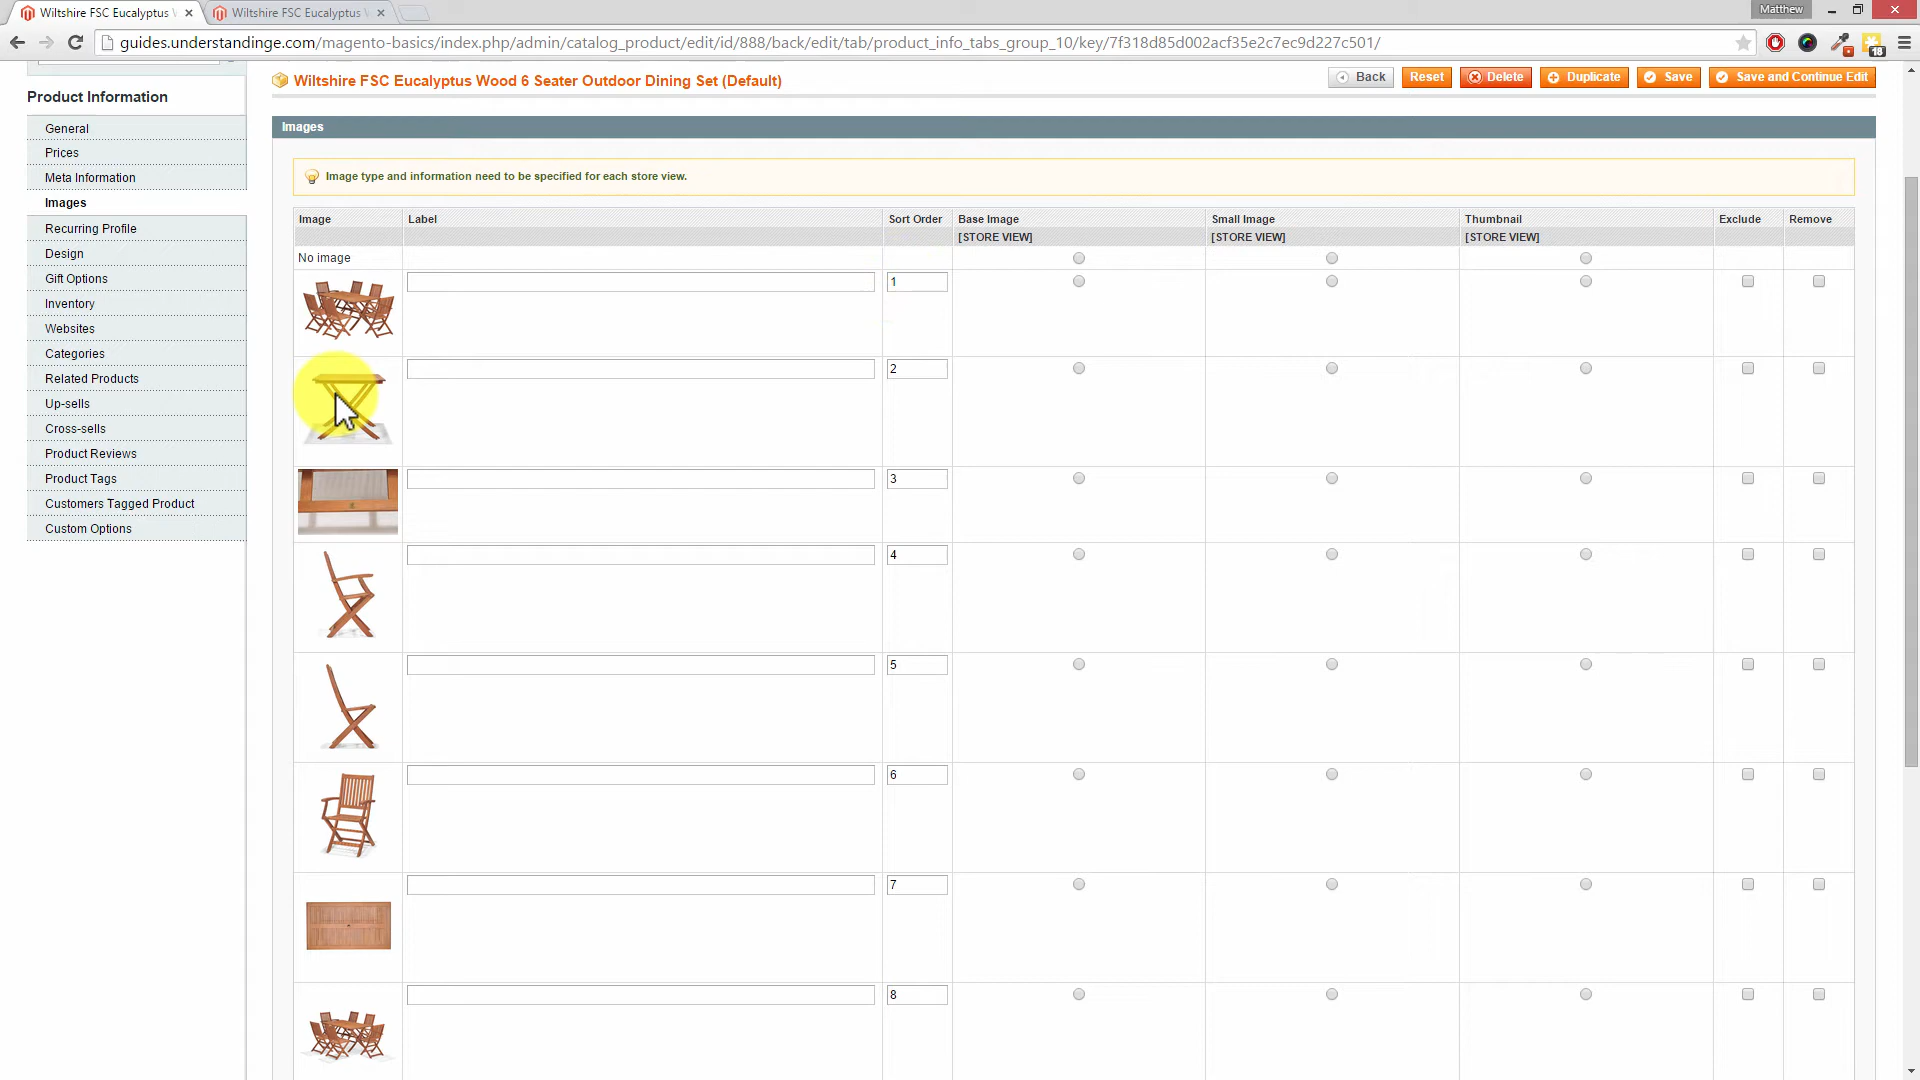 Wiltshire FSC Eucalyptus
Wiltshire FSC Eucalyptus
Matthew
guides.understandinge.com/magento-basics/index.php/admin/catalog_product/edit/id/888/back/edit/tab/product_info_tabs_group_10/key/7f318d85d002acf35e2c7ec9d227c501/
18
Wiltshire FSC Eucalyptus Wood 6 Seater Outdoor Dining Set (Default)
Back
Reset
Delete
Duplicate
Save
Save and Continue Edit
Product Information
General
Prices
Meta Information
Images
Recurring Profile
Design
Gift Options
Inventory
Websites
Categories
Related Products
Up-sells
Cross-sells
Product Reviews
Product Tags
Customers Tagged Product
Custom Options
Images
Image type and information need to be specified for each store view.
Image Label Sort Order Base Image Small Image Thumbnail Exclude Remove
[STORE VIEW] [STORE VIEW] [STORE VIEW]
No image
1
2
3
4
5
6
7
8